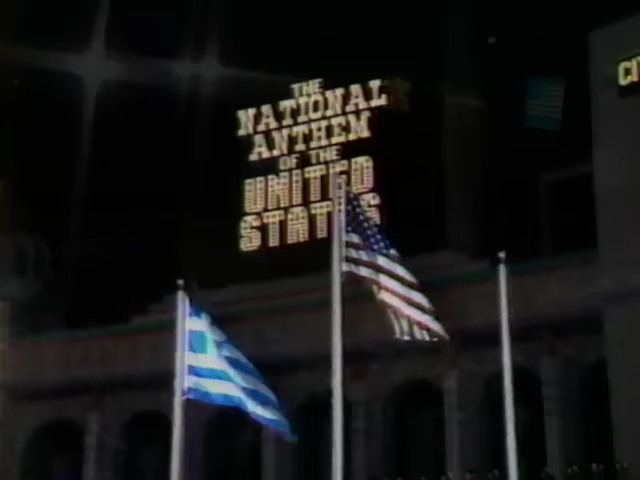 THE
NATIONAL
ANTHEM
OF THE
UNITED
STATES